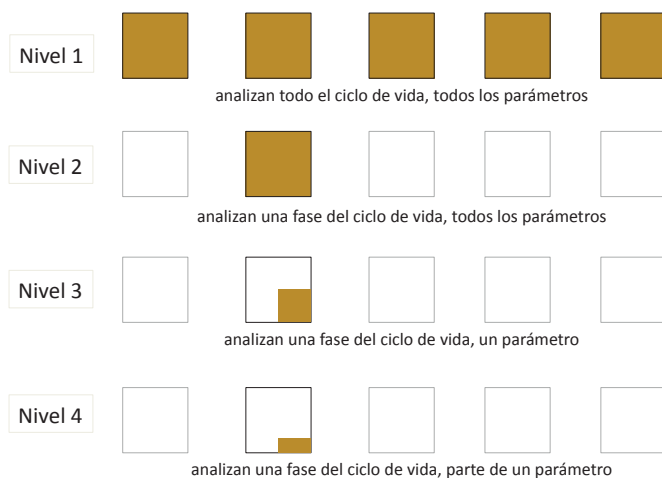 Nivel 1
analizan todo el ciclo de vida, todos los parámetros
Nivel 2
analizan una fase del ciclo de vida, todos los parámetros
Nivel 3
analizan una fase del ciclo de vida, un parámetro
Nivel 4
analizan una fase del ciclo de vida, parte de un parámetro